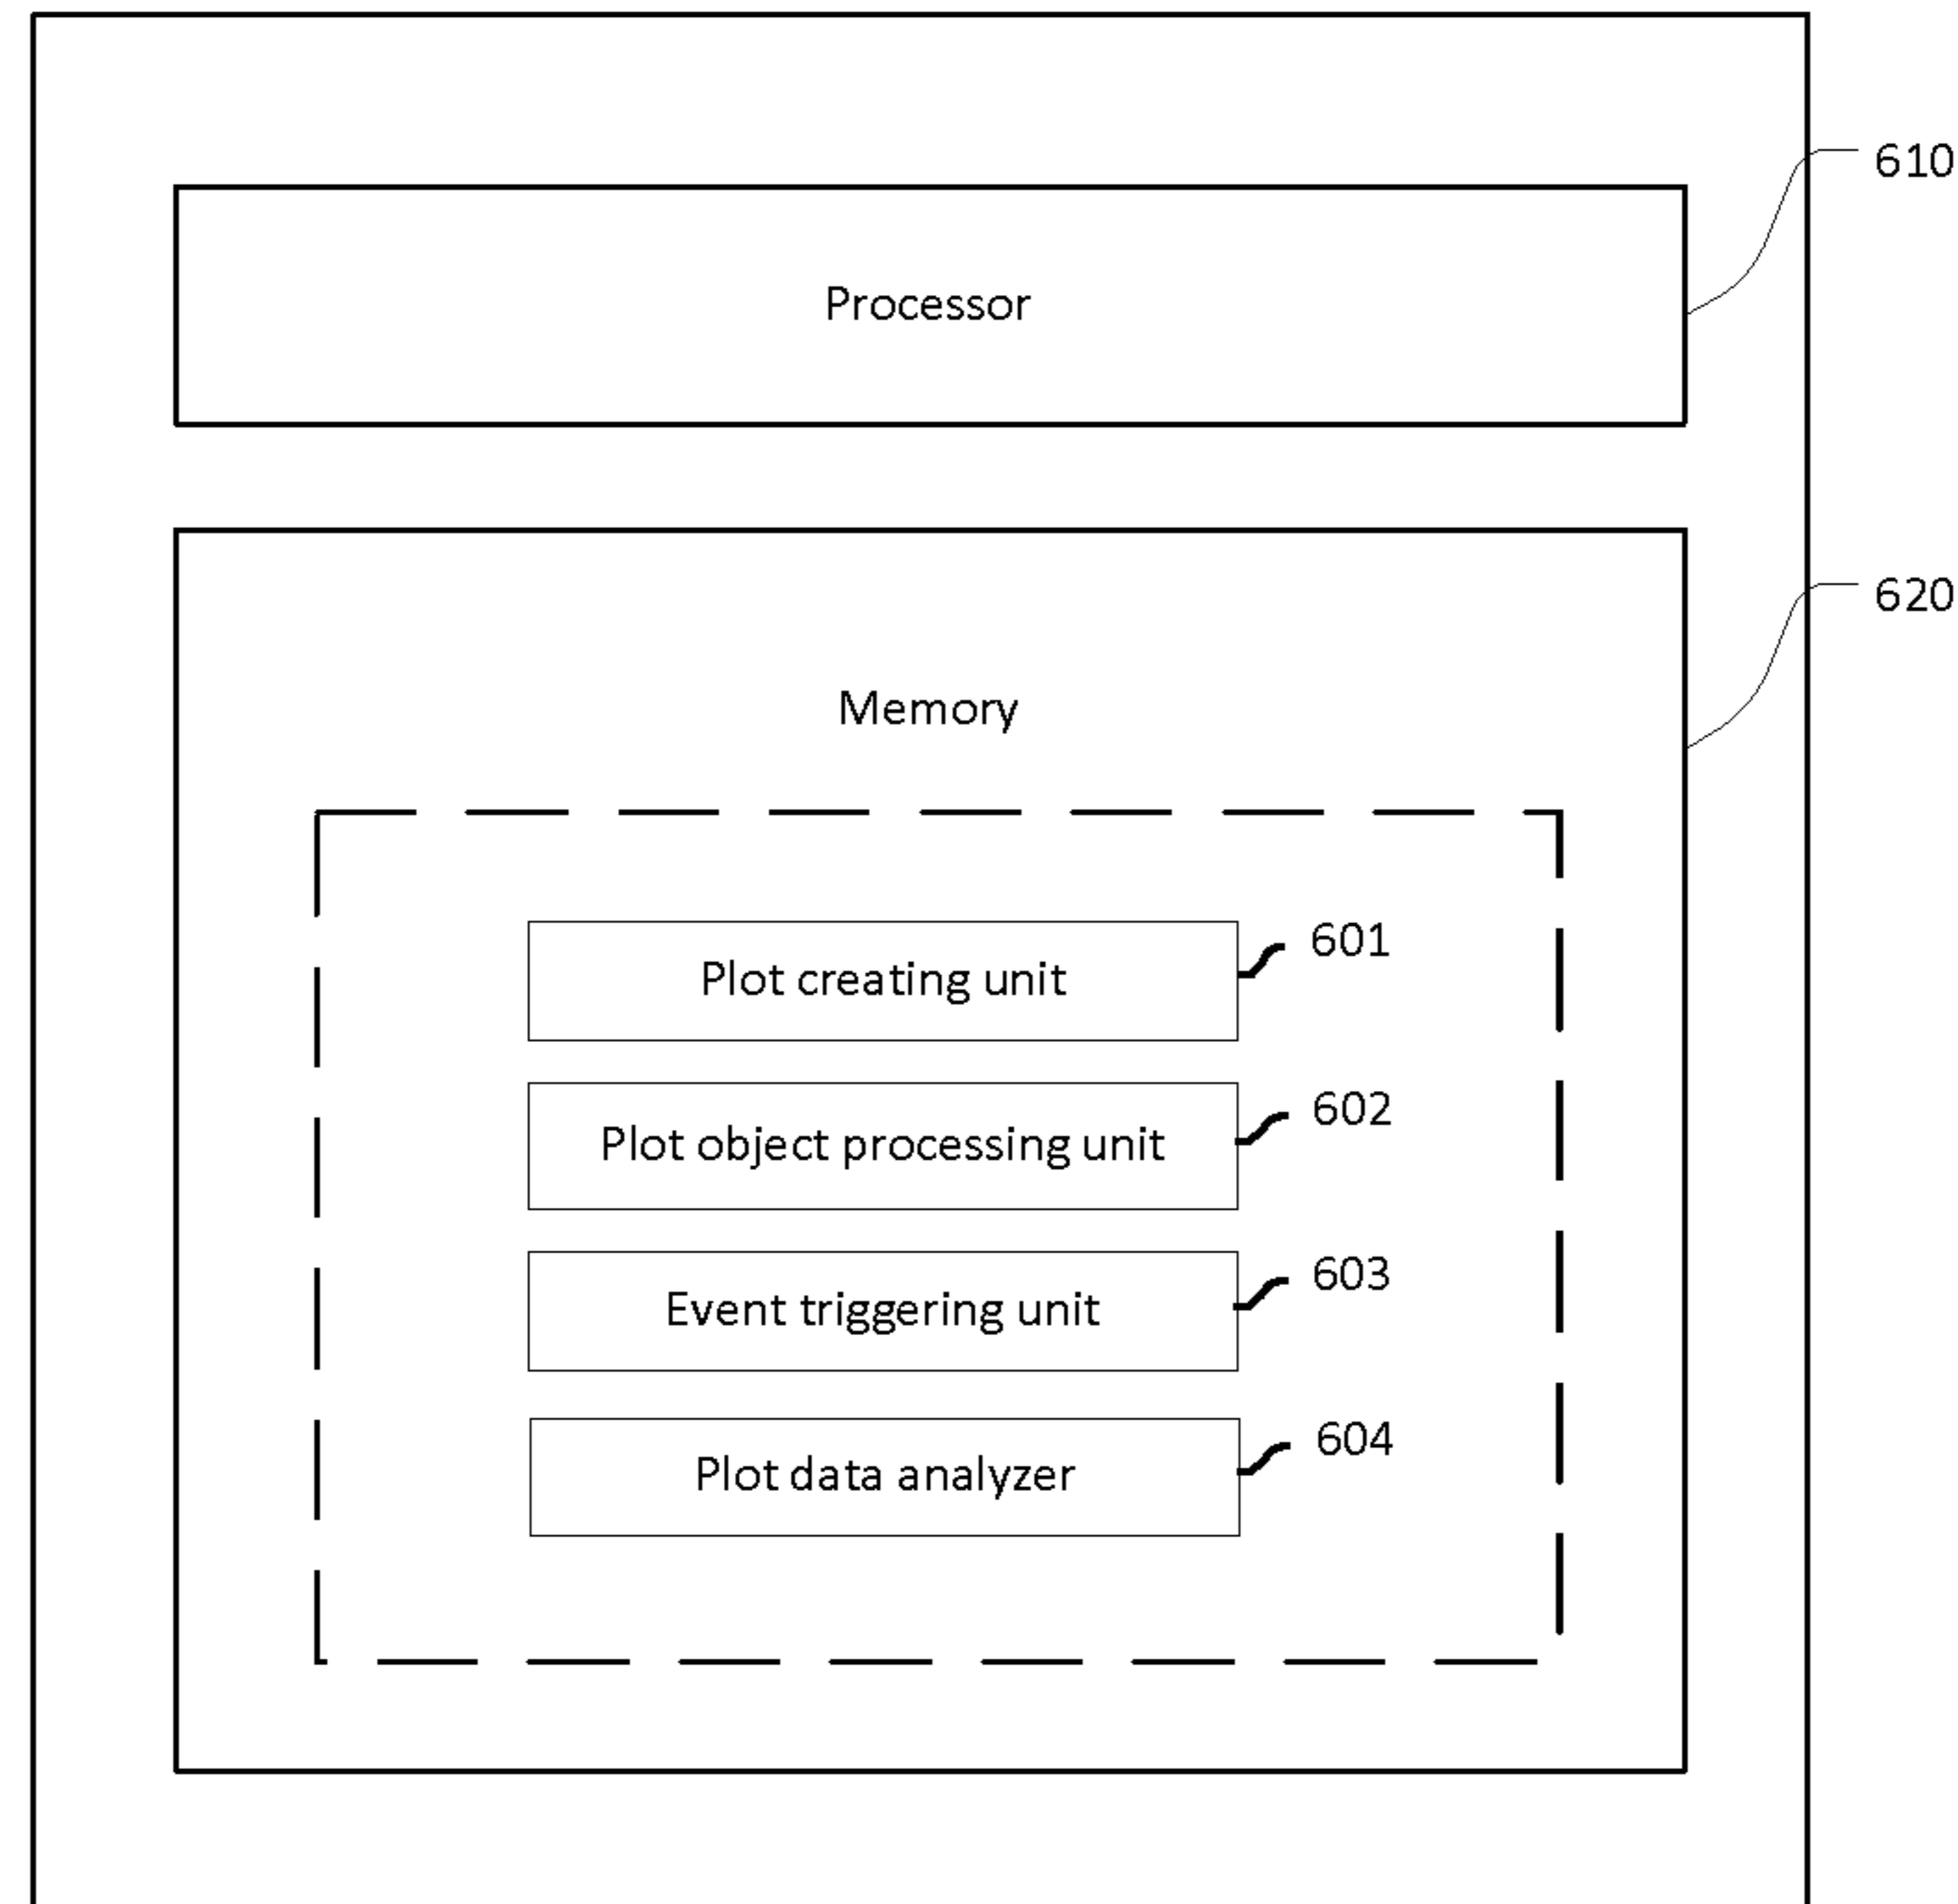 610
Processor
620
Memory
601
Plot creating unit
602
Plot object processing unit
603
Event triggering unit
604
Plot data analyzer